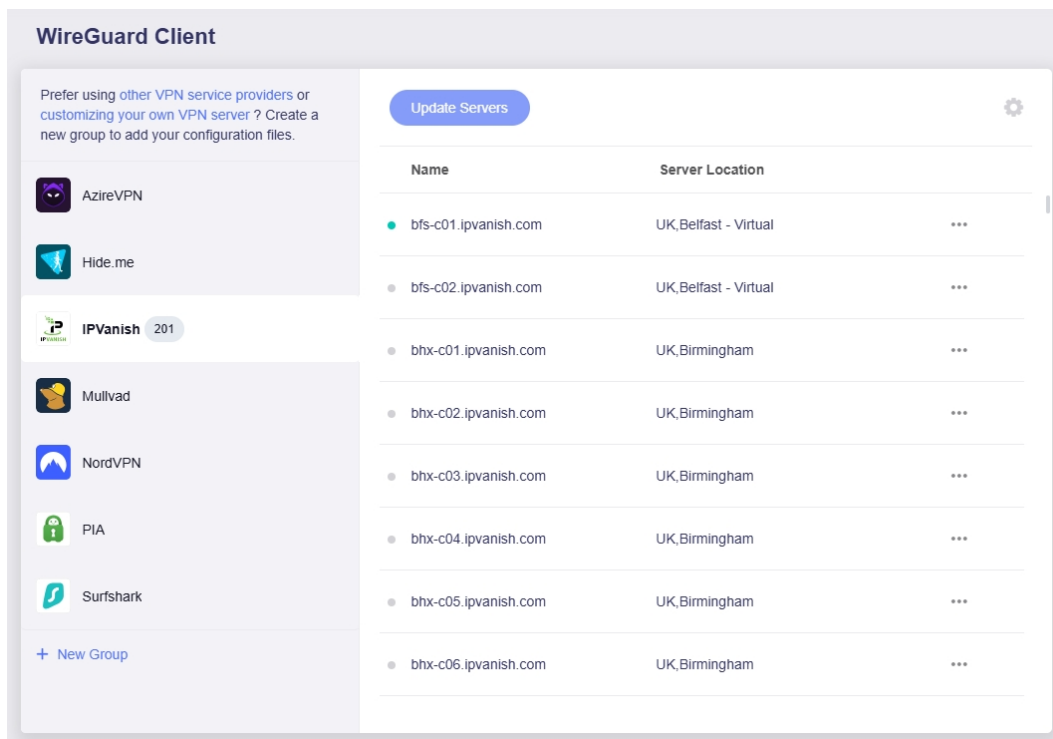 WireGuard Client
Prefer using other VPN service providers or
customizing your own VPN server ? Create a
new group to add your configuration files.
AzireVPN
Hide.me
IPVANISH
IPVanish 201
Mullvad
NordVPN
PIA
Surfshark
+ New Group
Update Servers
Name Server Location
bfs-c01.ipvanish.com UK,Belfast - Virtual
bfs-c02.ipvanish.com UK,Belfast - Virtual
bhx-c01.ipvanish.com UK,Birmingham
bhx-c02.ipvanish.com UK,Birmingham
bhx-c03.ipvanish.com UK,Birmingham
bhx-c04.ipvanish.com UK,Birmingham
bhx-c05.ipvanish.com UK,Birmingham
bhx-c06.ipvanish.com UK,Birmingham